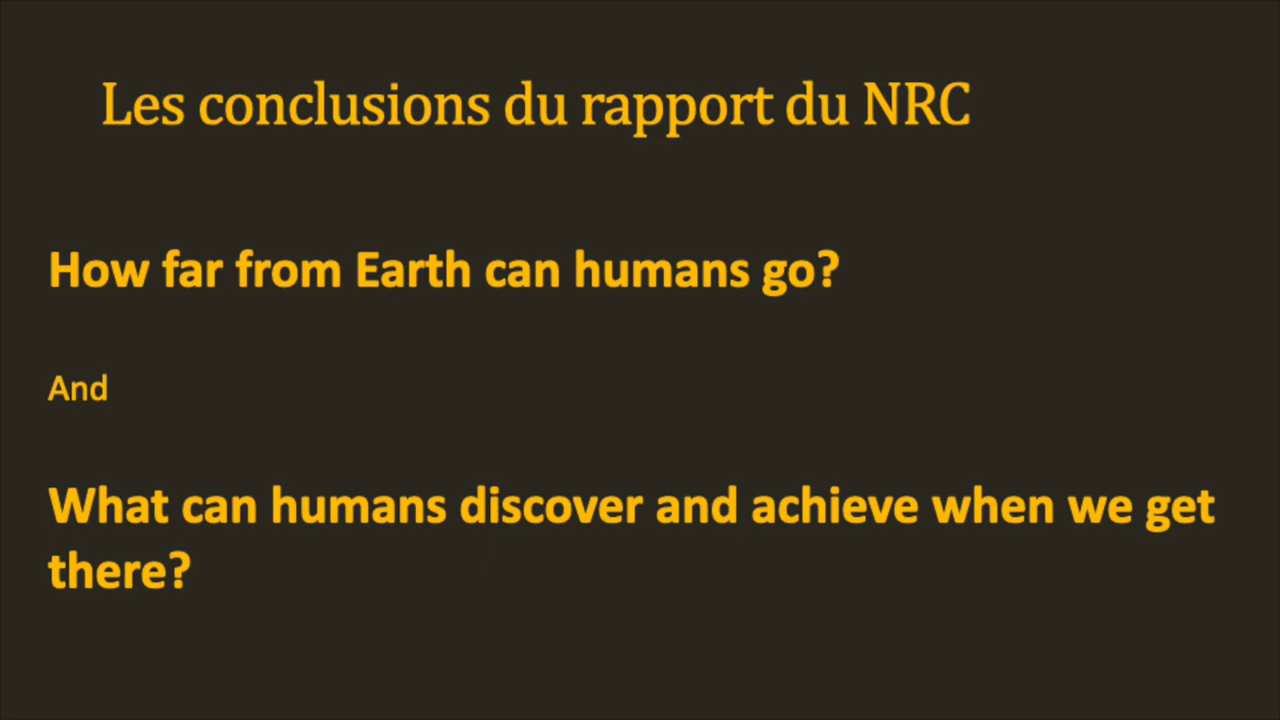 Les conclusions du rapport du NRC
How far from Earth can humans go?
And
What can humans discover and achieve when we get
there?